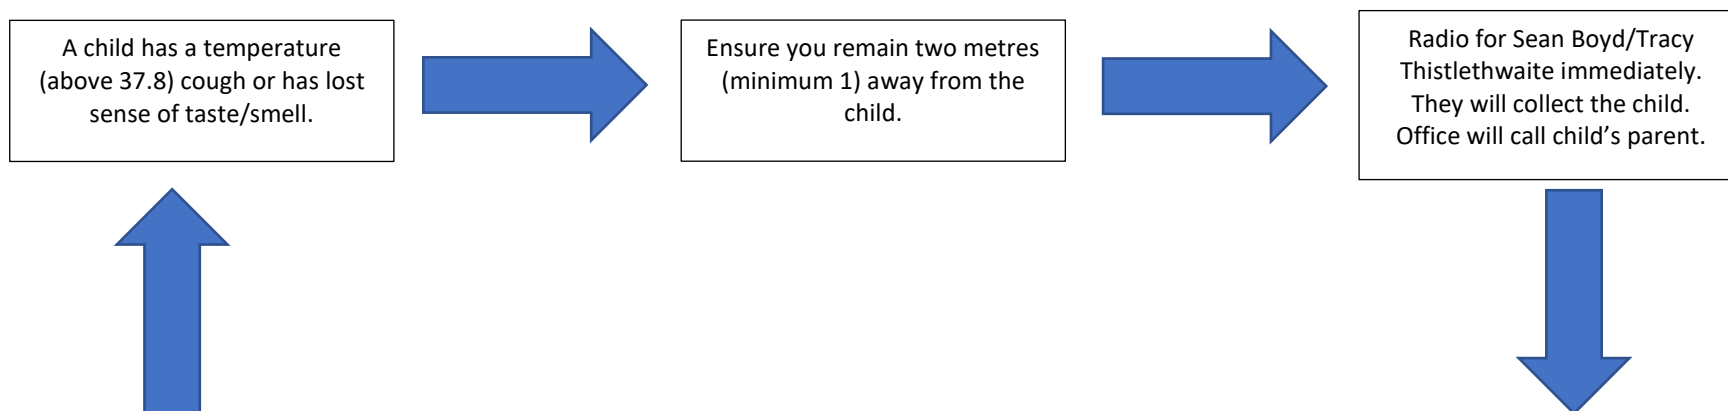 A child has a temperature
(above 37.8) cough or has lost
sense of taste/smell.
Ensure you remain two metres
(minimum 1) away from the
child.
Radio for Sean Boyd/Tracy
Thistlethwaite immediately.
They will collect the child.
Office will call child’s parent.